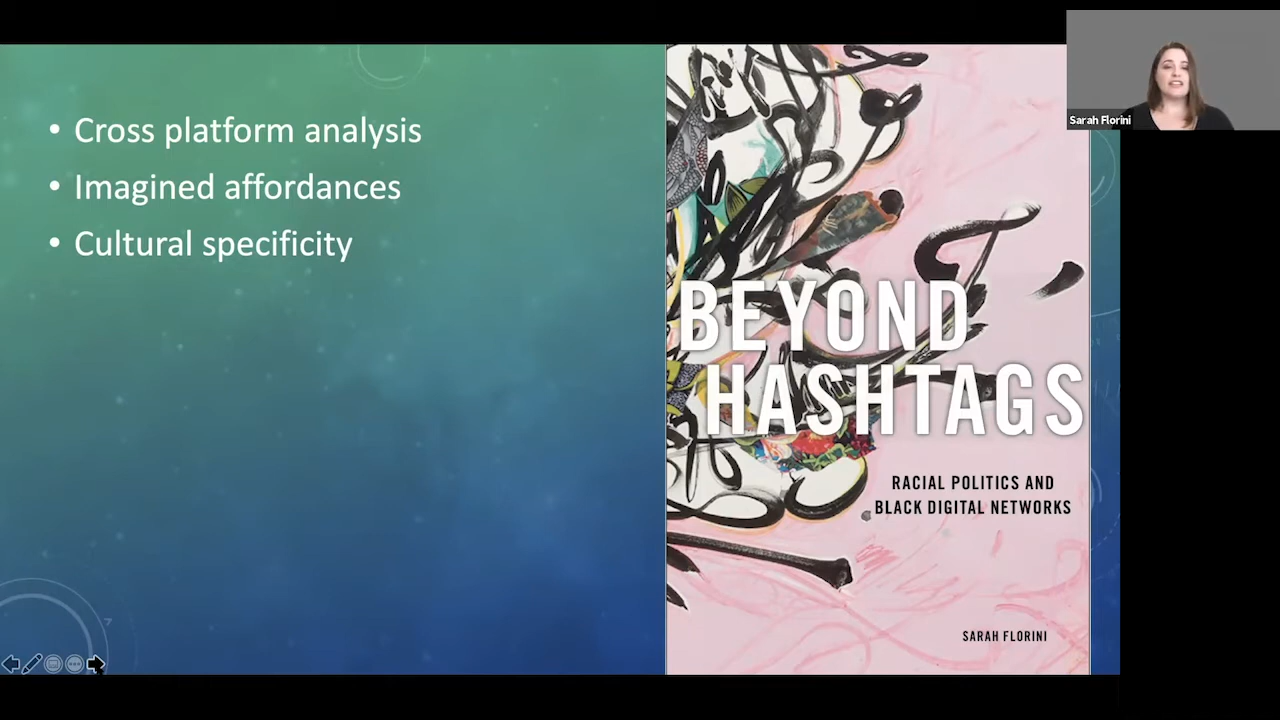 • Cross platform analysis
• Imagined affordances
• Cultural specificity
BEYOND
HASHTAGS
RACIAL POLITICS AND
BLACK DIGITAL NETWORKS
SARAH FLORINI
Sarah Florini